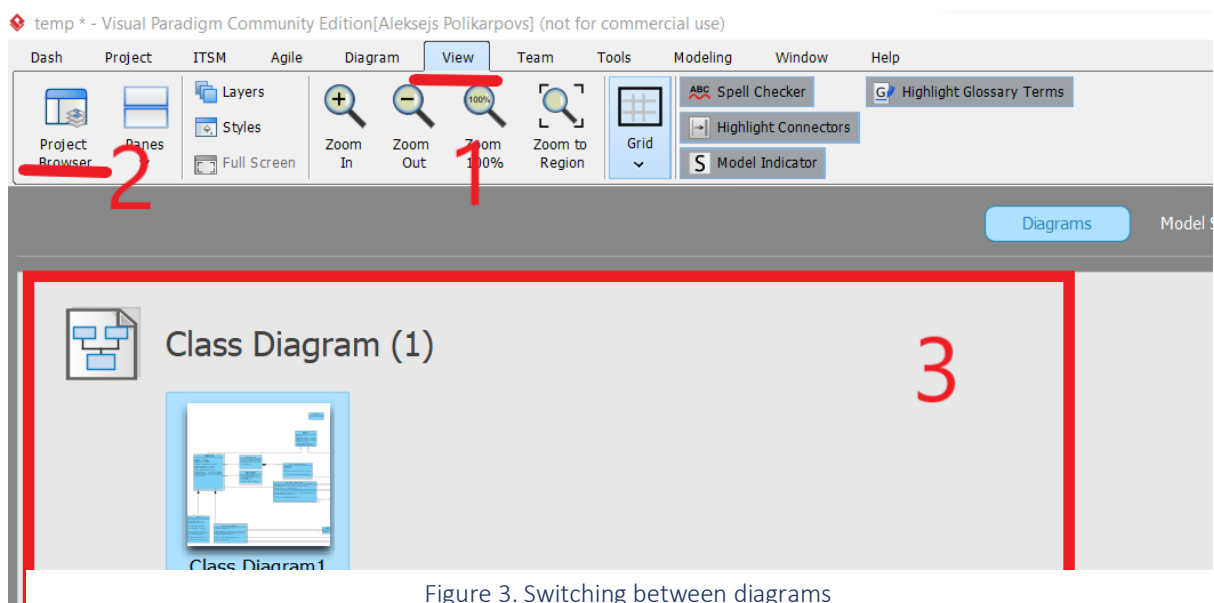 temp * - Visual Paradigm Community Edition[Aleksejs Polikarpovs] (not for commercial use)
Dash Project ITSM Agile Diagram View Team Tools Modeling Window Help
Project Browser
Panes
Layers
Styles
Full Screen
Zoom In
Zoom Out
100%
Zoom 100%
Zoom to Region
Grid
ABC Spell Checker
Highlight Connectors
S Model Indicator
G Highlight Glossary Terms
1
2
Diagrams Model S
Class Diagram (1)
3
Class Diagram1
Figure 3. Switching between diagrams